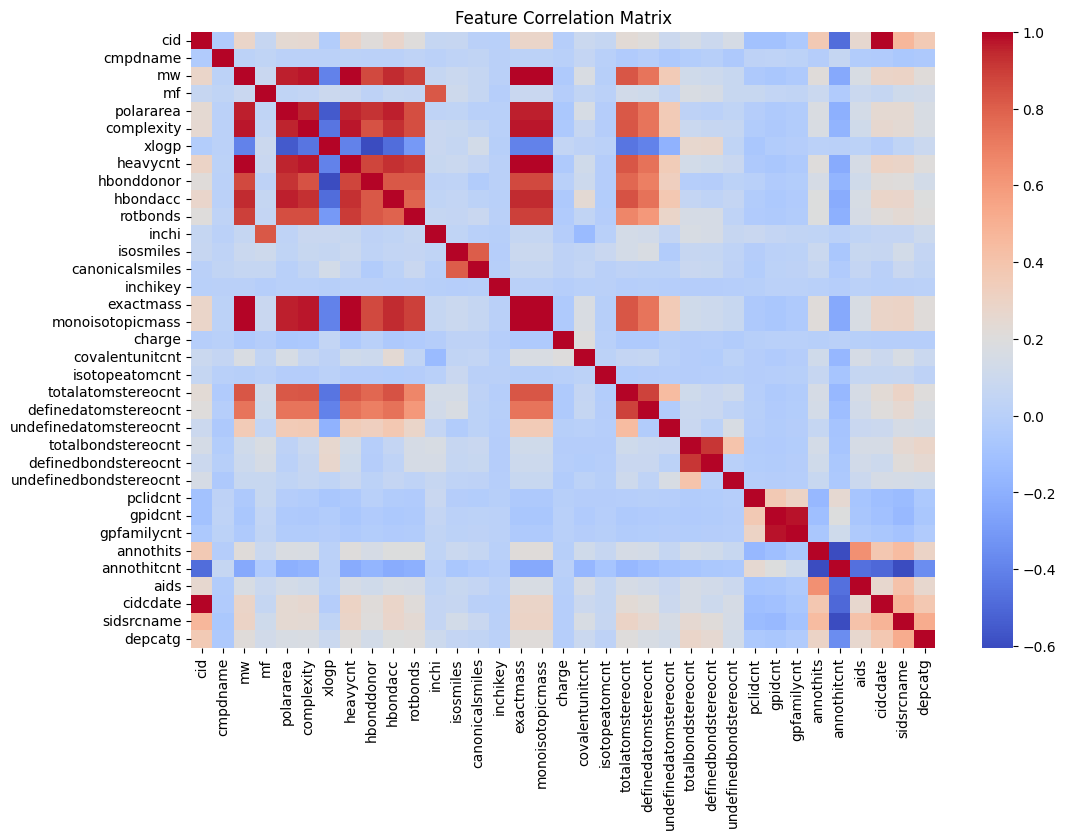 Feature Correlation Matrix
cid
cmpdname
mw
mf
polararea
complexity
xlogp
heavycnt
hbonddonor
hbondacc
rotbonds
inchi
isosmiles
canonicalsmiles
inchikey
exactmass
monoisotopicmass
charge
covalentunitcnt
isotopeatomcnt
totalatomstereocnt
definedatomstereocnt
undefinedatomstereocnt
totalbondstereocnt
definedbondstereocnt
undefinedbondstereocnt
pclidcnt
gpidcnt
gpfamilycnt
annothits
annothitcnt
aids
cidcdate
sidsrcname
depcatg
cid
cmpdname
mw
mf
polararea
complexity
xlogp
heavycnt
hbonddonor
hbondacc
rotbonds
inchi
isosmiles
canonicalsmiles
inchikey
exactmass
monoisotopicmass
charge
covalentunitcnt
isotopeatomcnt
totalatomstereocnt
definedatomstereocnt
undefinedatomstereocnt
totalbondstereocnt
definedbondstereocnt
undefinedbondstereocnt
pclidcnt
gpidcnt
gpfamilycnt
annothits
annothitcnt
aids
cidcdate
sidsrcname
depcatg
1.0
0.8
0.6
0.4
0.2
0.0
−0.2
−0.4
−0.6